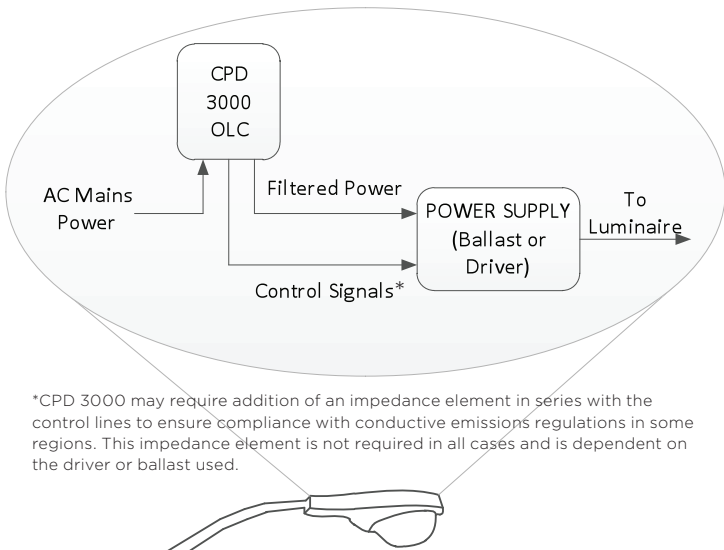 CPD
3000
OLC
AC Mains
Power
Filtered Power
Control Signals*
POWER SUPPLY
(Ballast or
Driver)
To
Luminaire
*CPD 3000 may require addition of an impedance element in series with the
control lines to ensure compliance with conductive emissions regulations in some
regions. This impedance element is not required in all cases and is dependent on
the driver or ballast used.